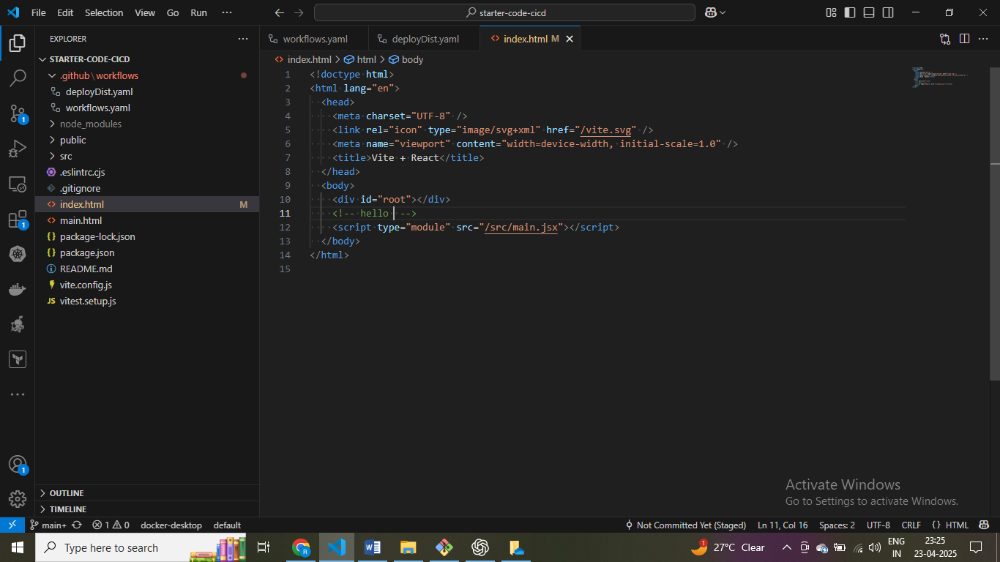 File Edit Selection View Go Run ··· starter-code-cicd
EXPLORER ···
STARTER-CODE-CICD
.github\workflows
deployDist.yaml
workflows.yaml
node_modules
public
src
.eslintrc.cjs
.gitignore
index.html M
main.html
package-lock.json
package.json
README.md
vite.config.js
JS vitest.setup.js
OUTLINE
TIMELINE
1
1
1
workflows.yaml deployDist.yaml index.html M
index.html > html > body
1 <!doctype html>
2 <html lang="en">
3 <head>
4 <meta charset="UTF-8" />
5 <link rel="icon" type="image/svg+xml" href="/vite.svg" />
6 <meta name="viewport" content="width=device-width, initial-scale=1.0" />
7 <title>Vite + React</title>
8 </head>
9 <body>
10 <div id="root"></div>
11 <!-- hello -->
12 <script type="module" src="/src/main.jsx"></script>
13 </body>
14 </html>
15
Activate Windows
Go to Settings to activate Windows.
main+ 1 0 docker-desktop default Not Committed Yet (Staged) Ln 11, Col 16 Spaces: 2 UTF-8 CRLF {} HTML
Type here to search 27°C Clear ENG IN 23:25 23-04-2025